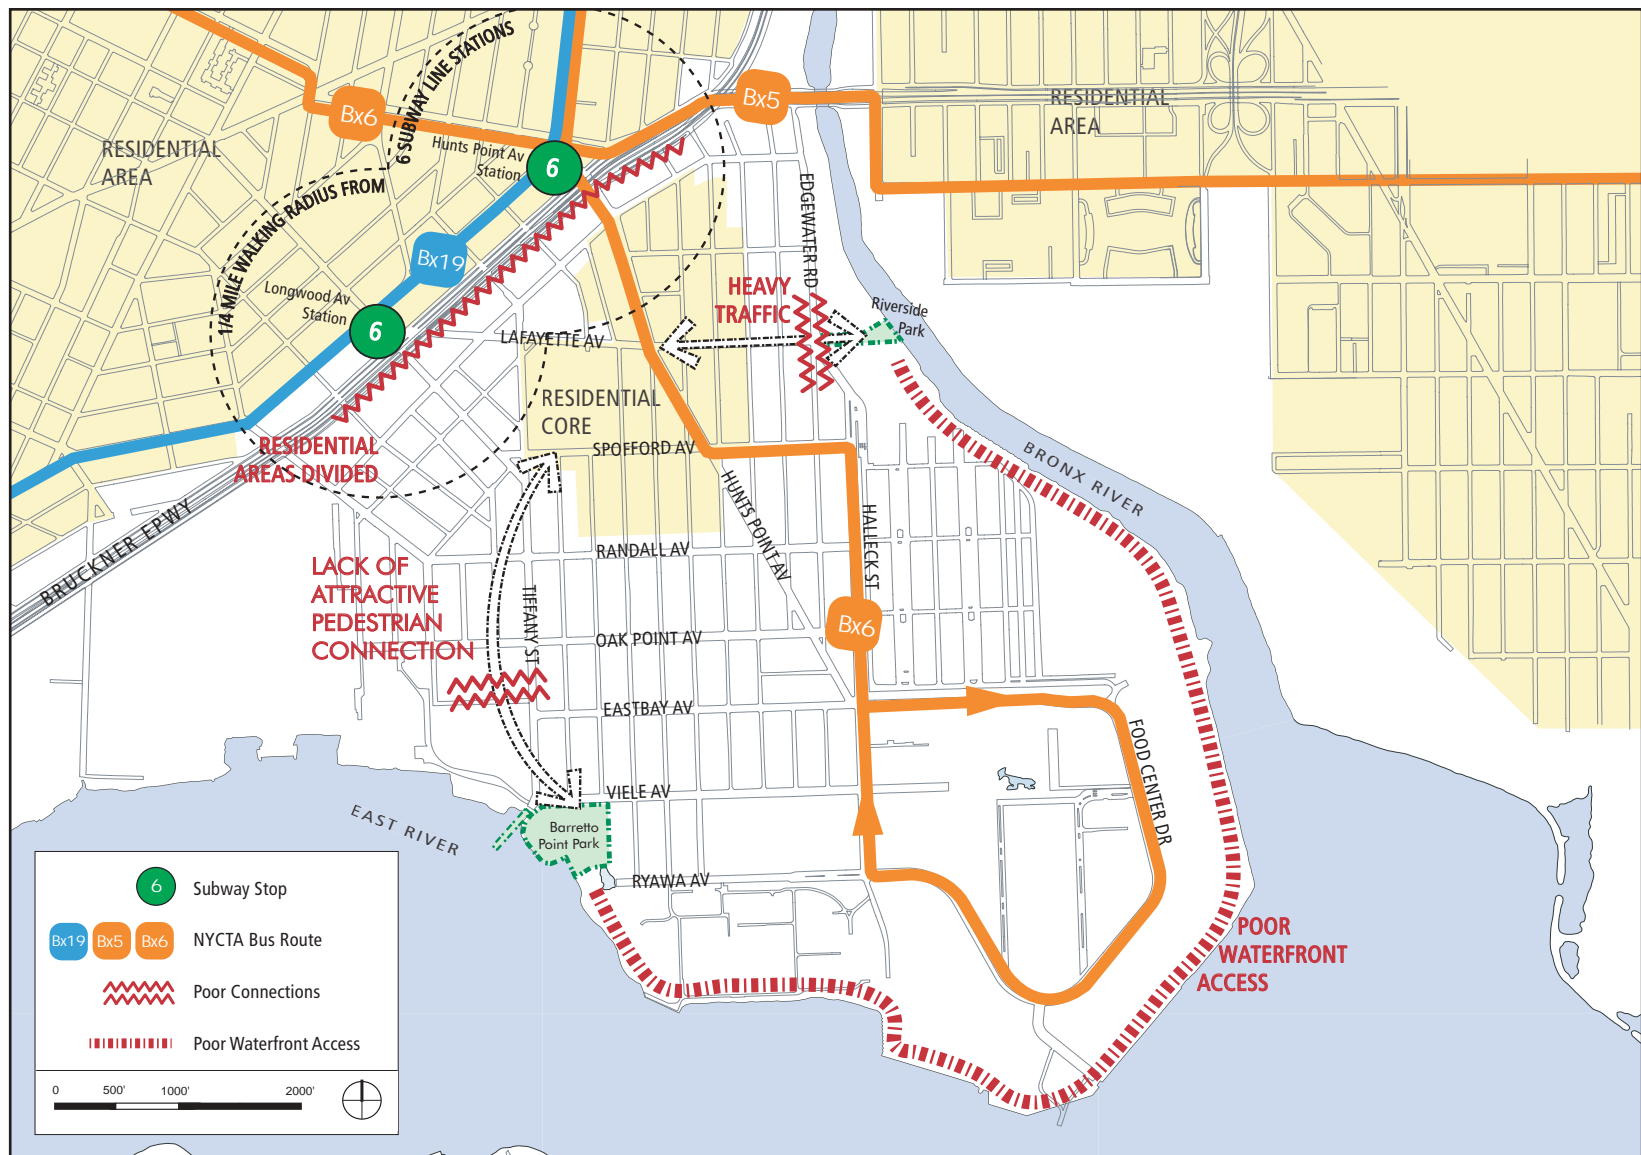 6 SUBWAY LINE STATIONS
Bx6
Bx5
RESIDENTIAL
AREA
RESIDENTIAL
AREA
Hunts Point Av
Station
6
1/4 MILE WALKING RADIUS FROM
EDGEWATER RD
Bx19
Longwood Av
Station
6
HEAVY
TRAFFIC
Riverside
Park
LAFAYETTE AV
RESIDENTIAL
CORE
RESIDENTIAL
AREAS DIVIDED
SPOFFORD AV
BRONX RIVER
HUNTS POINT AV
HALLECK ST
BRUCKNER EPWY
RANDALL AV
LACK OF
ATTRACTIVE
PEDESTRIAN
CONNECTION
TIFFANY ST
OAK POINT AV
Bx6
EASTBAY AV
FOOD CENTER DR
VIELE AV
EAST RIVER
Barretto
Point Park
RYAWA AV
POOR
WATERFRONT
ACCESS
6
Subway Stop
Bx19 Bx5 Bx6
NYCTA Bus Route
Poor Connections
Poor Waterfront Access
0 500' 1000' 2000'